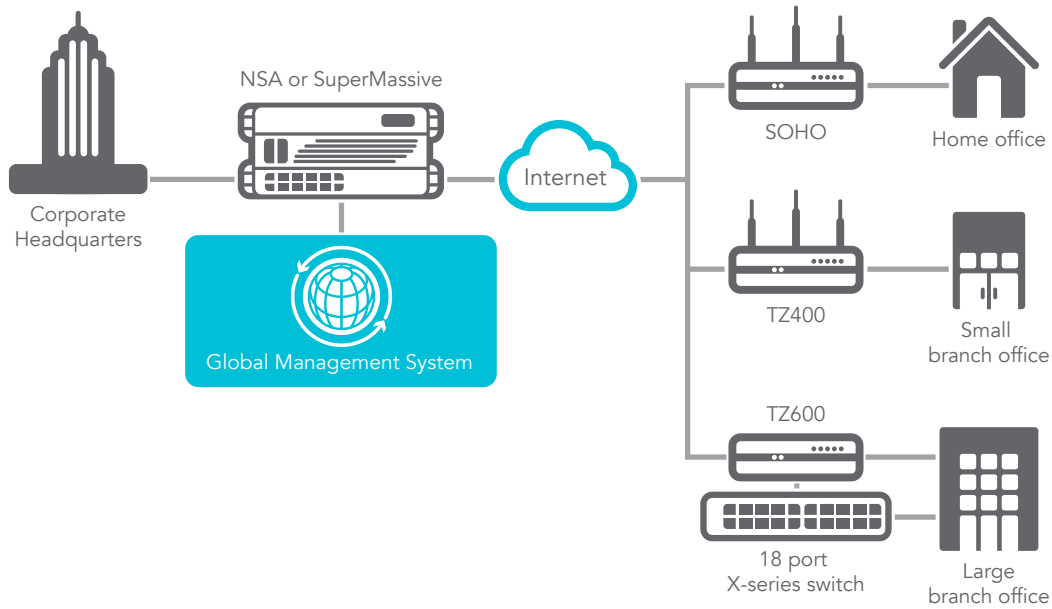 NSA or SuperMassive
Corporate
Headquarters
Global Management System
Internet
SOHO
Home office
TZ400
Small
branch office
TZ600
18 port
X-series switch
Large
branch office